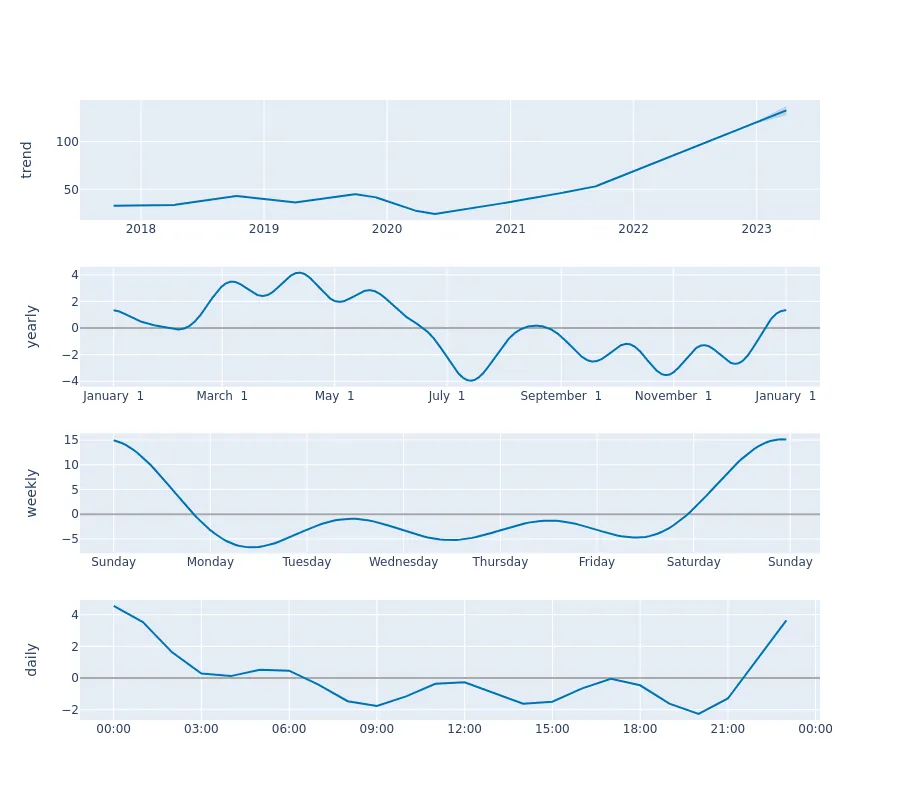 trend
100
50
2018 2019 2020 2021 2022 2023
yearly
4
2
0
−2
−4
January 1 March 1 May 1 July 1 September 1 November 1 January 1
weekly
15
10
5
0
−5
Sunday Monday Tuesday Wednesday Thursday Friday Saturday Sunday
daily
4
2
0
−2
00:00 03:00 06:00 09:00 12:00 15:00 18:00 21:00 00:00